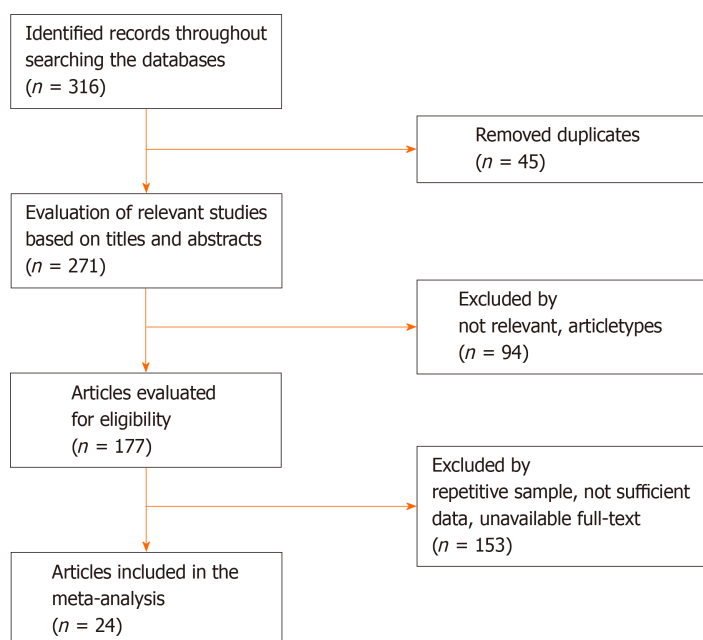 Identified records throughout
searching the databases
(n = 316)
Removed duplicates
(n = 45)
Evaluation of relevant studies
based on titles and abstracts
(n = 271)
Excluded by
not relevant, articletypes
(n = 94)
Articles evaluated
for eligibility
(n = 177)
Excluded by
repetitive sample, not sufficient
data, unavailable full-text
(n = 153)
Articles included in the
meta-analysis
(n = 24)